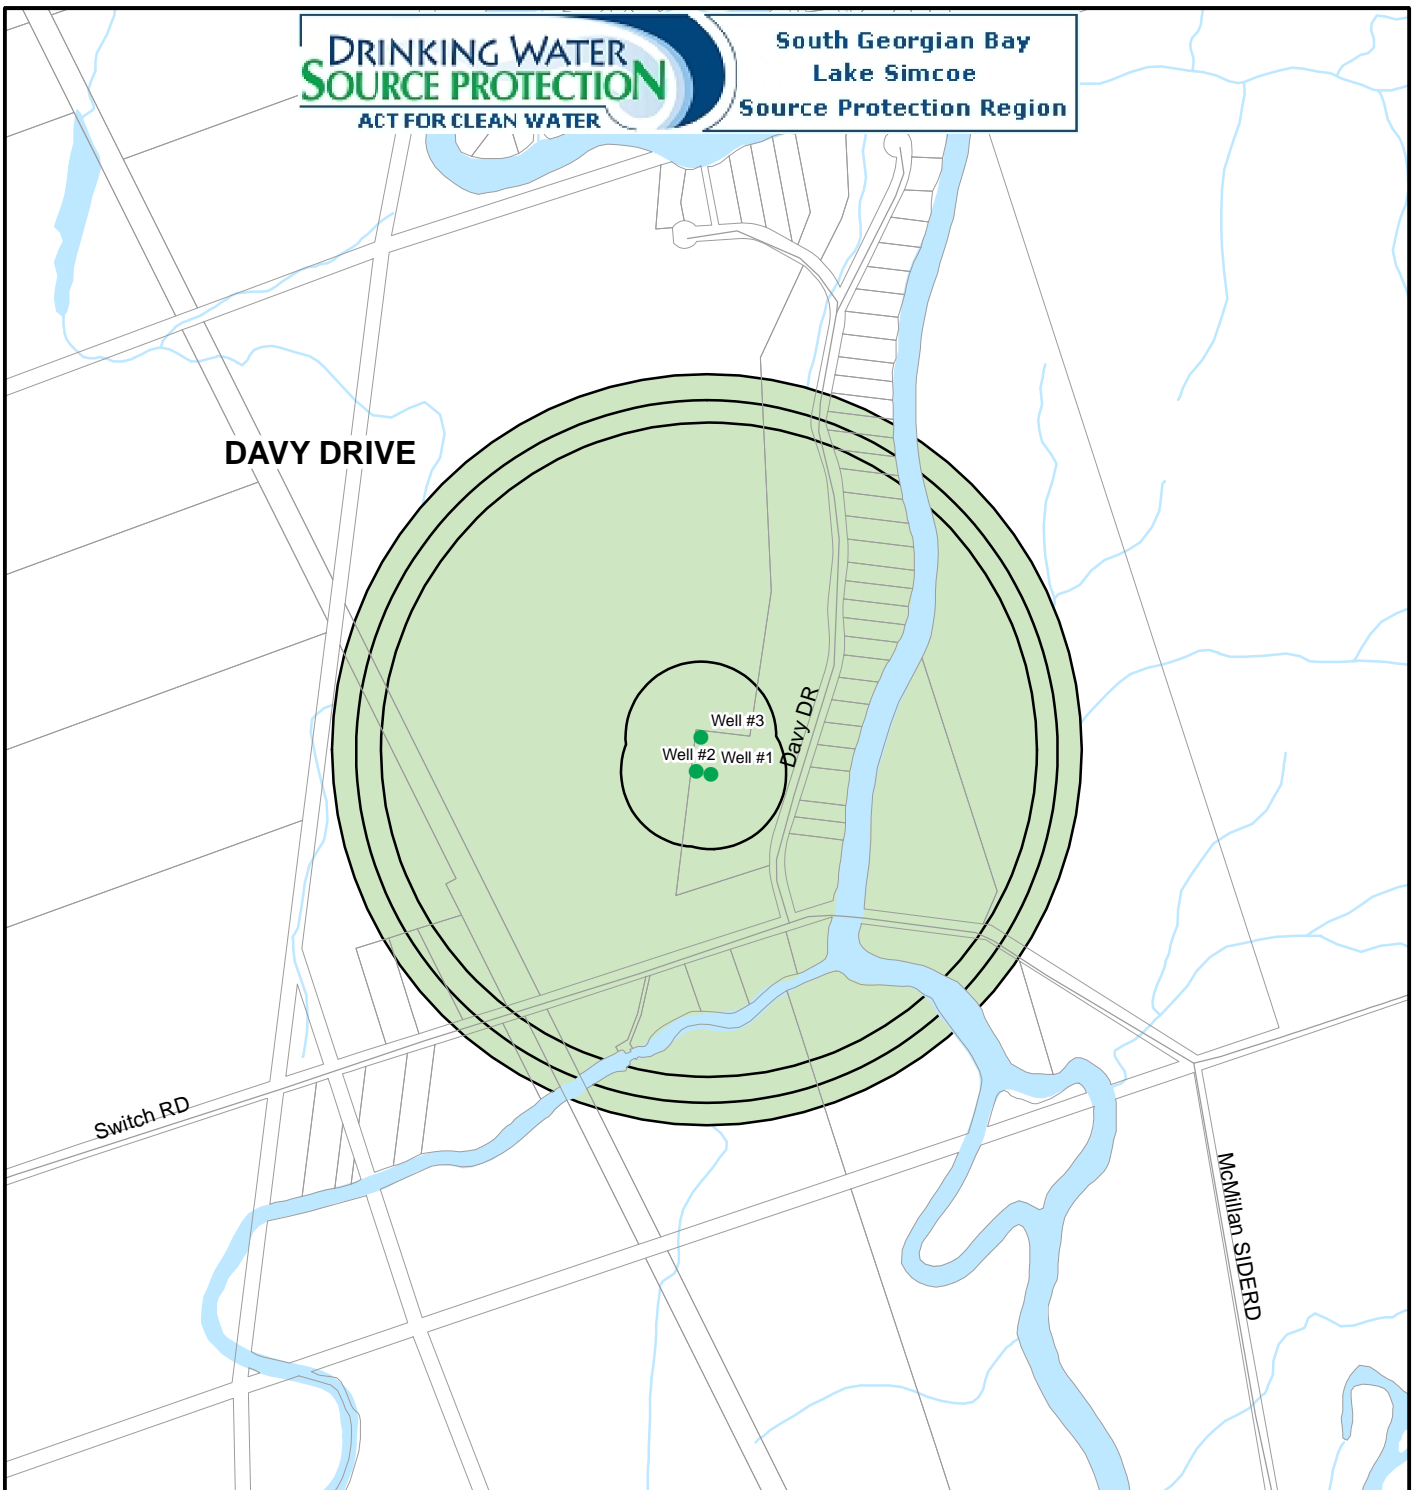 DRINKING WATER
SOURCE PROTECTION
ACT FOR CLEAN WATER
South Georgian Bay
Lake Simcoe
Source Protection Region
DAVY DRIVE
Well #3
Well #2
Well #1
Davy DR
Switch RD
McMillan SIDERD